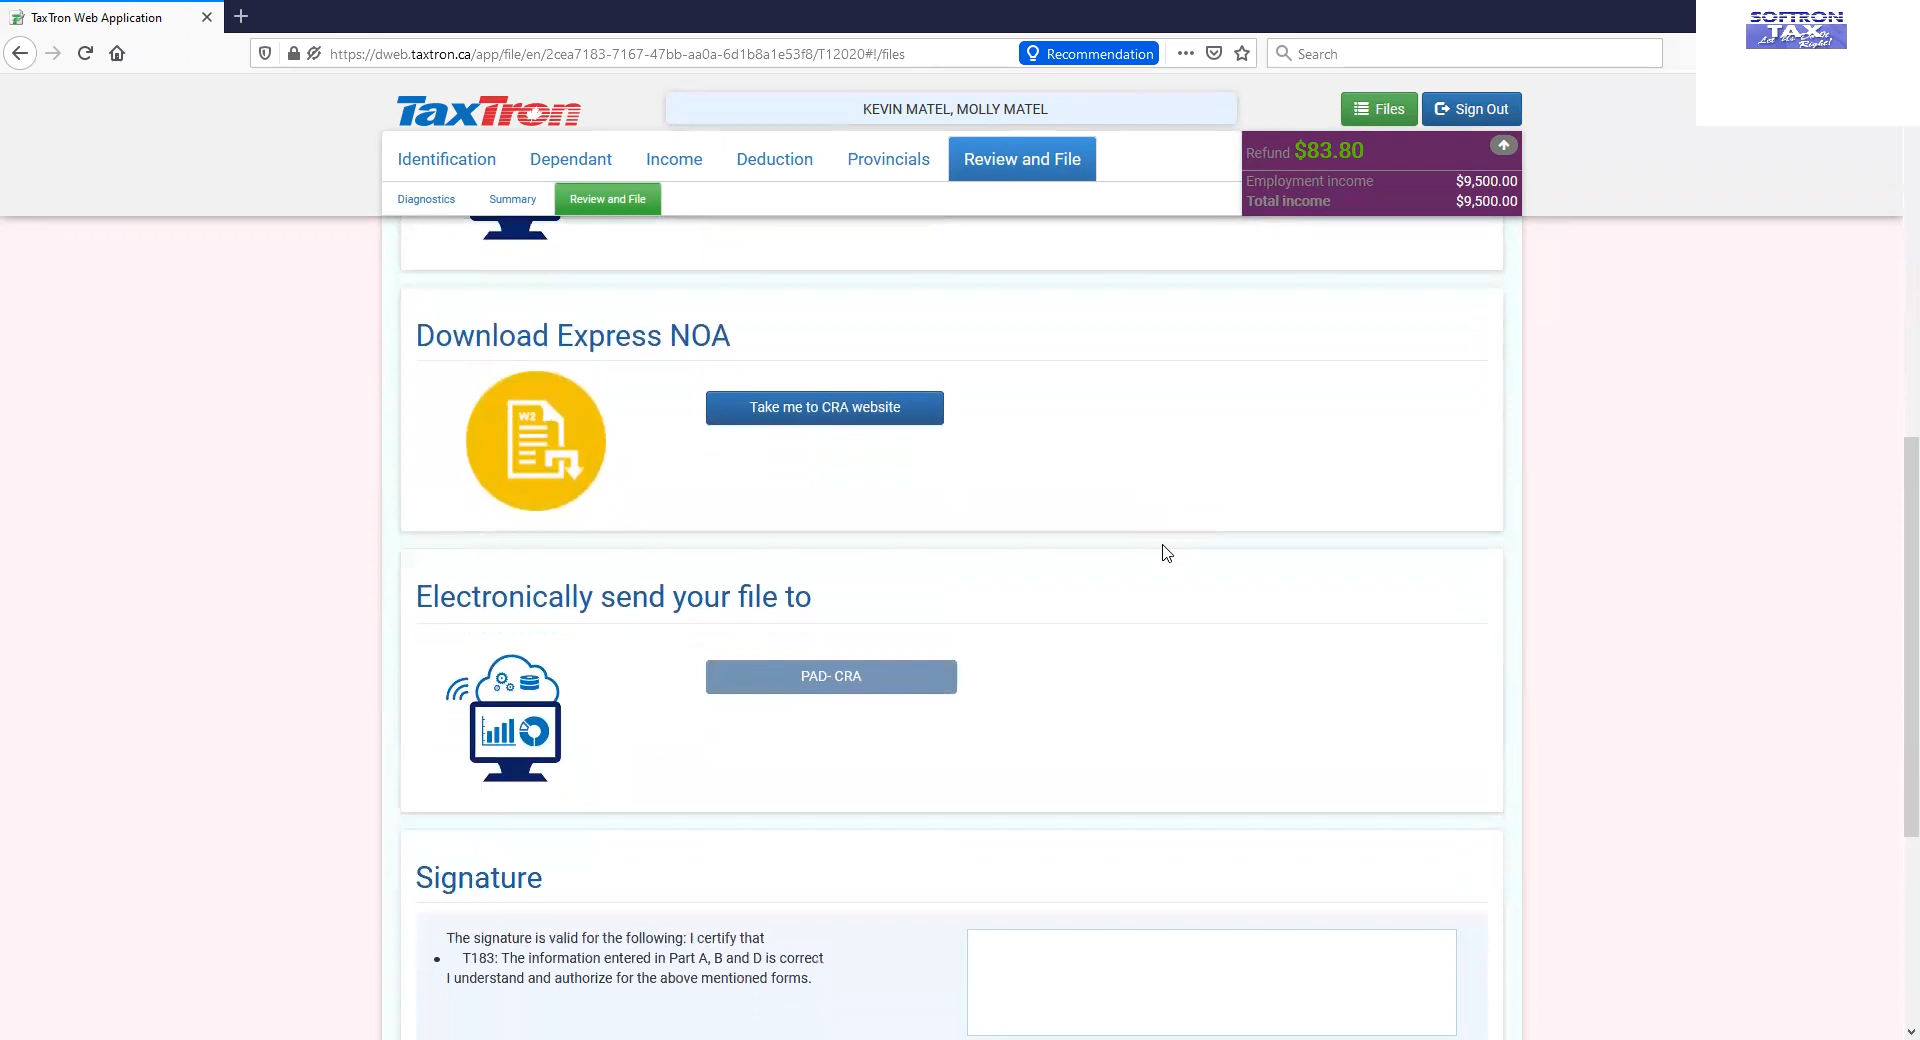 TaxTron Web Application
https://dweb.taxtron.ca/app/file/en/2cea7183-7167-47bb-aa0a-6d1b8a1e53f8/T12020#!/files
Recommendation
Search
SOFTRON
TAX
Let Us Do It
Right!
TaxTron
KEVIN MATEL, MOLLY MATEL
Files
Sign Out
Identification
Dependant
Income
Deduction
Provincials
Review and File
Refund $83.80
Employment income $9,500.00
Total income $9,500.00
Diagnostics
Summary
Review and File
Download Express NOA
W2
Take me to CRA website
Electronically send your file to
PAD- CRA
Signature
The signature is valid for the following: I certify that
• T183: The information entered in Part A, B and D is correct
I understand and authorize for the above mentioned forms.